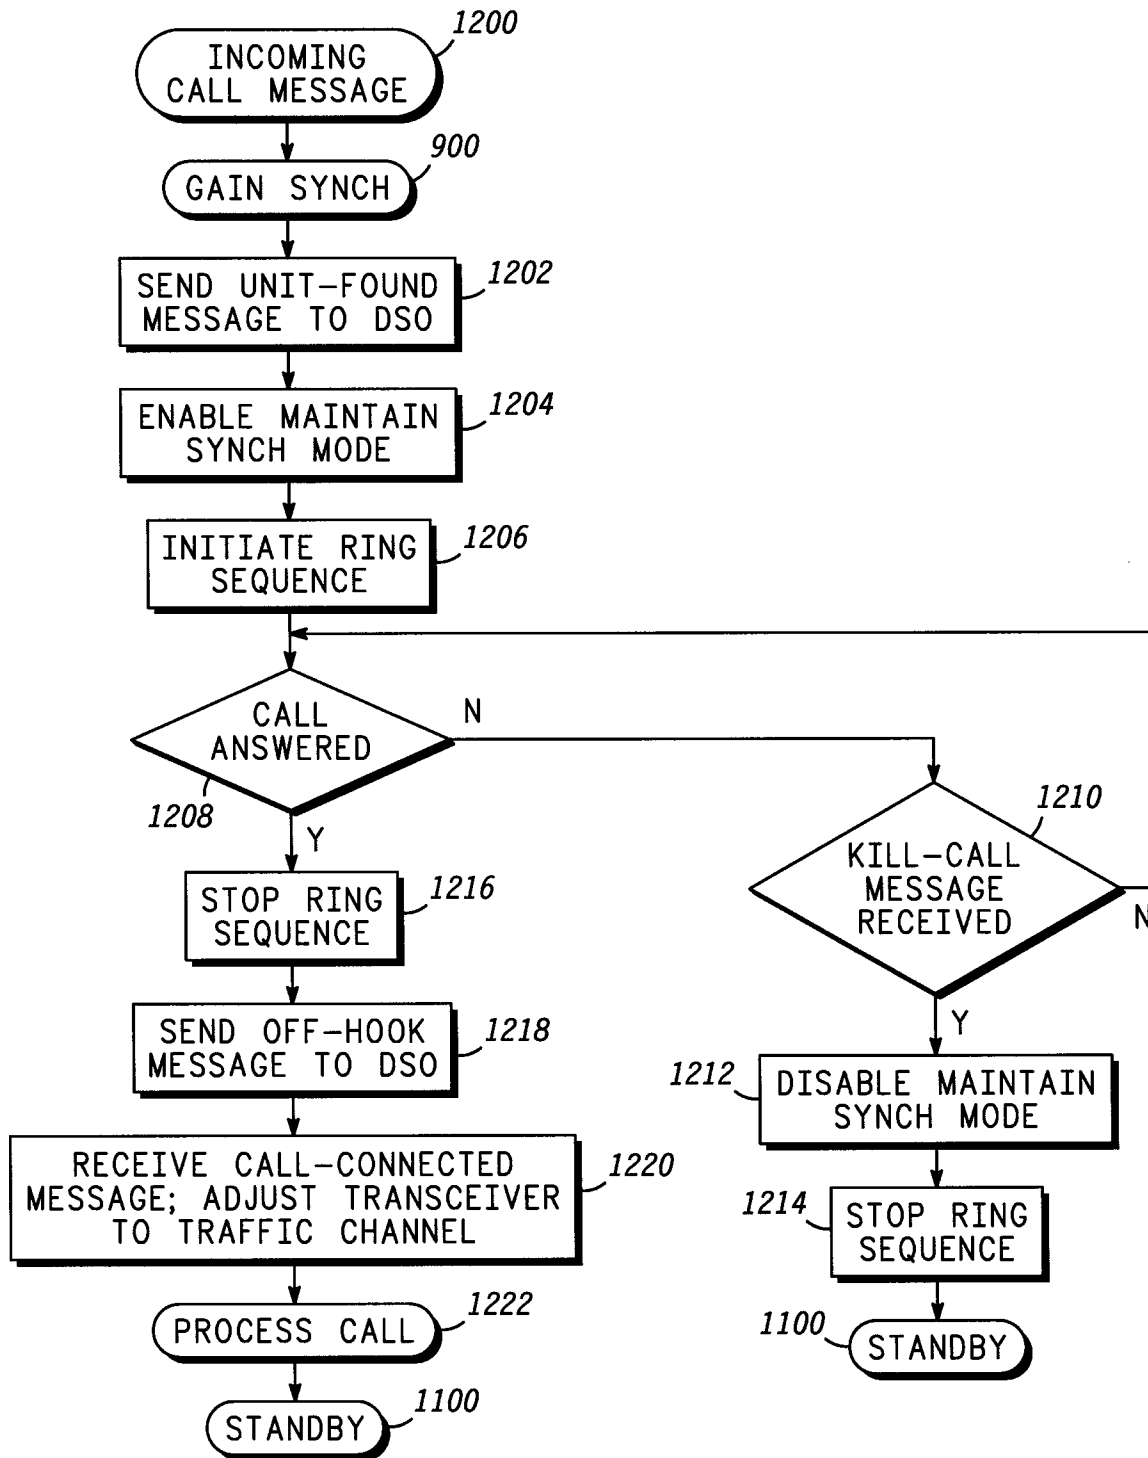 1200
INCOMING
CALL MESSAGE
900
GAIN SYNCH
1202
SEND UNIT-FOUND
MESSAGE TO DSO
1204
ENABLE MAINTAIN
SYNCH MODE
1206
INITIATE RING
SEQUENCE
CALL
ANSWERED
N
1208
Y
1210
KILL-CALL
MESSAGE
RECEIVED
N
Y
1216
STOP RING
SEQUENCE
1218
SEND OFF-HOOK
MESSAGE TO DSO
1212
DISABLE MAINTAIN
SYNCH MODE
1220
RECEIVE CALL-CONNECTED
MESSAGE; ADJUST TRANSCEIVER
TO TRAFFIC CHANNEL
1214
STOP RING
SEQUENCE
1222
PROCESS CALL
1100
STANDBY
1100
STANDBY